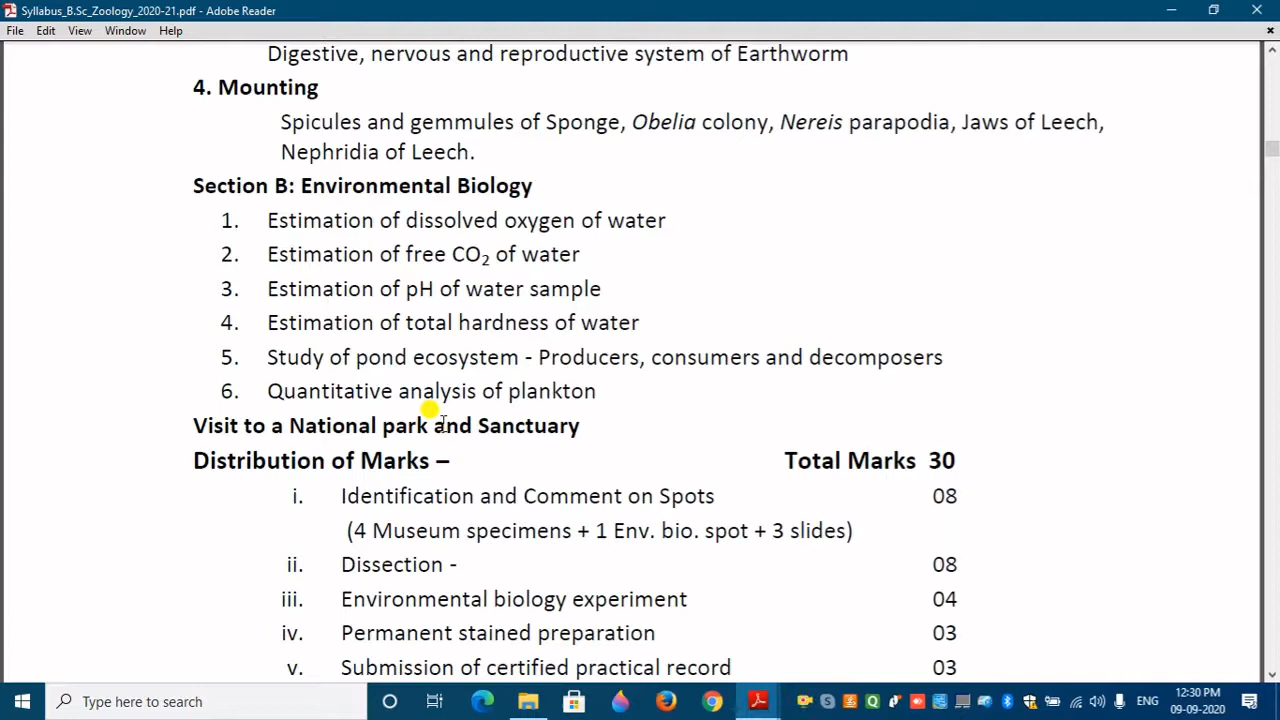 Syllabus_B.Sc_Zoology_2020-21.pdf - Adobe Reader
File Edit View Window Help
Digestive, nervous and reproductive system of Earthworm
4. Mounting
Spicules and gemmules of Sponge, Obelia colony, Nereis parapodia, Jaws of Leech,
Nephridia of Leech.
Section B: Environmental Biology
1. Estimation of dissolved oxygen of water
2. Estimation of free CO₂ of water
3. Estimation of pH of water sample
4. Estimation of total hardness of water
5. Study of pond ecosystem - Producers, consumers and decomposers
6. Quantitative analysis of plankton
Visit to a National park and Sanctuary
Distribution of Marks – Total Marks 30
i. Identification and Comment on Spots 08
(4 Museum specimens + 1 Env. bio. spot + 3 slides)
ii. Dissection - 08
iii. Environmental biology experiment 04
iv. Permanent stained preparation 03
v. Submission of certified practical record 03
Type here to search
ENG
12:30 PM
09-09-2020